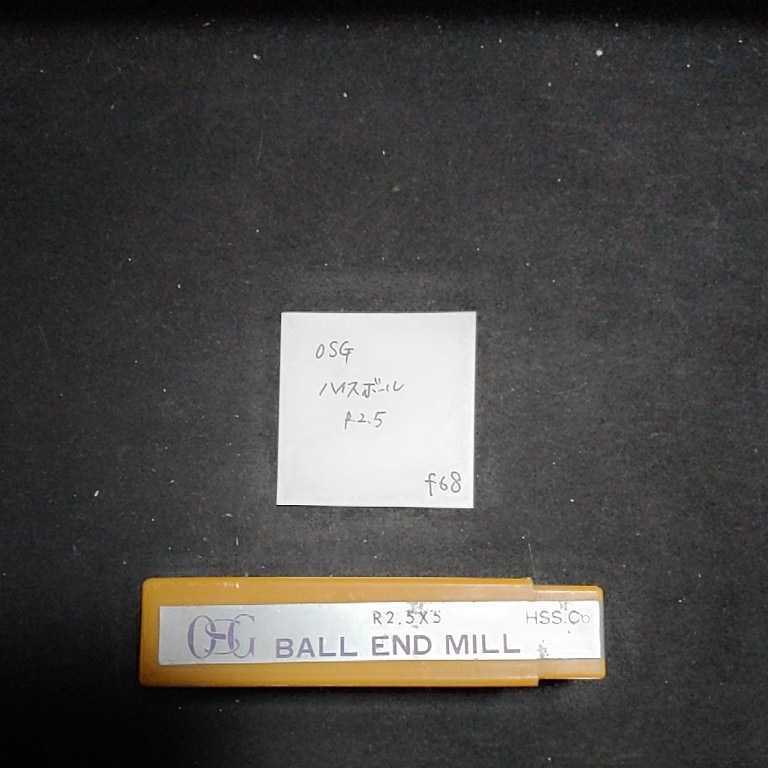 OSG
ハイスボール
R2.5
f68
R2.5X5 HSS.Co
OSG BALL END MILL